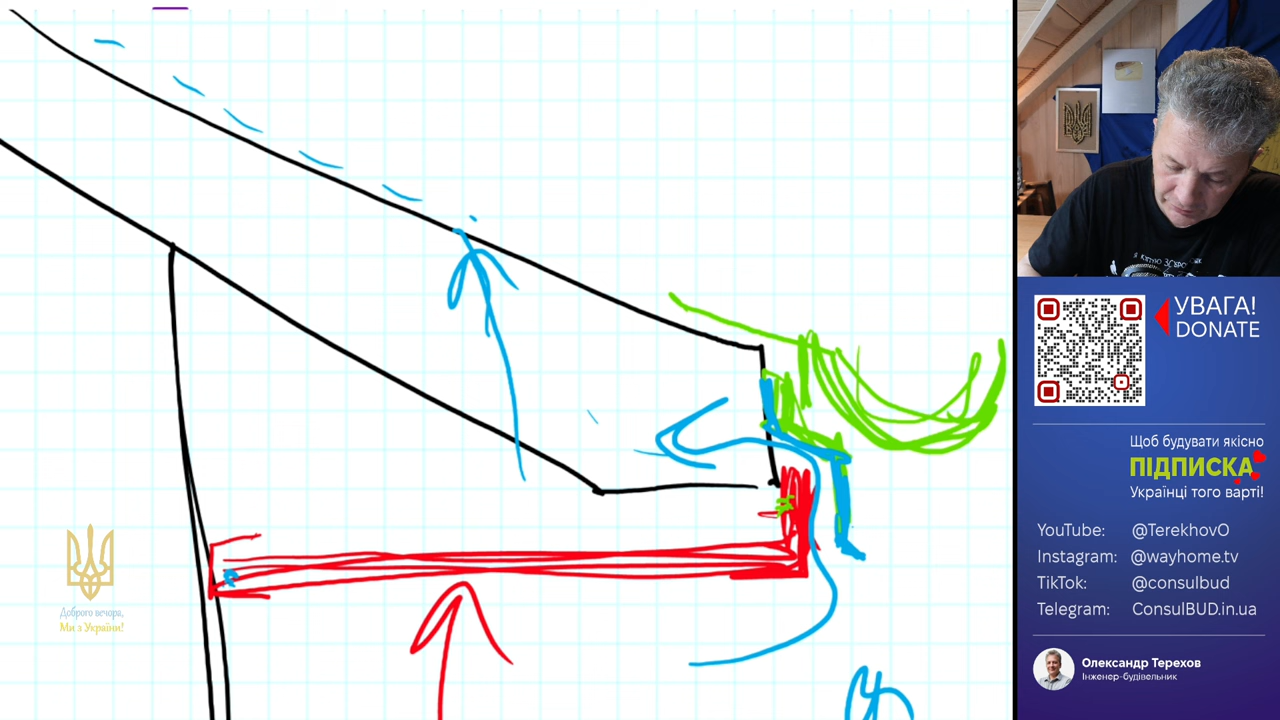 УВАГА!
DONATE
Щоб будувати якісно
ПІДПИСКА
Українці того варті!
YouTube: @TerekhovO
Instagram: @wayhome.tv
TikTok: @consulbud
Telegram: ConsulBUD.in.ua
Олександр Терехов
Інженер-будівельник
Доброго вечора,
Ми з України!